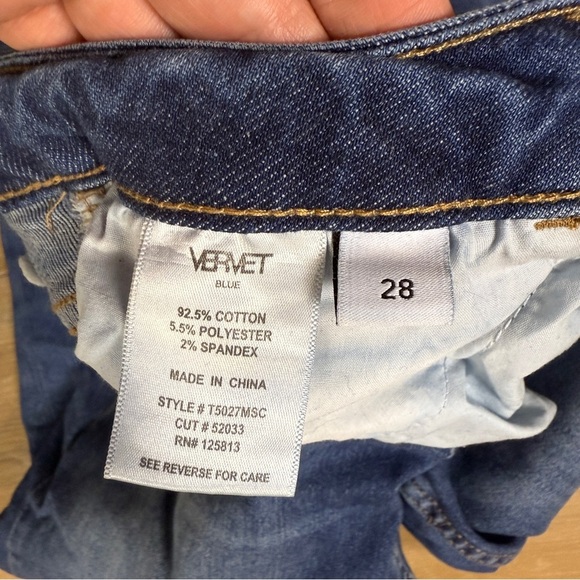 VERVET
BLUE
92.5% COTTON
5.5% POLYESTER
2% SPANDEX
MADE IN CHINA
STYLE # T5027MSC
CUT # 52033
RN# 125813
SEE REVERSE FOR CARE
28